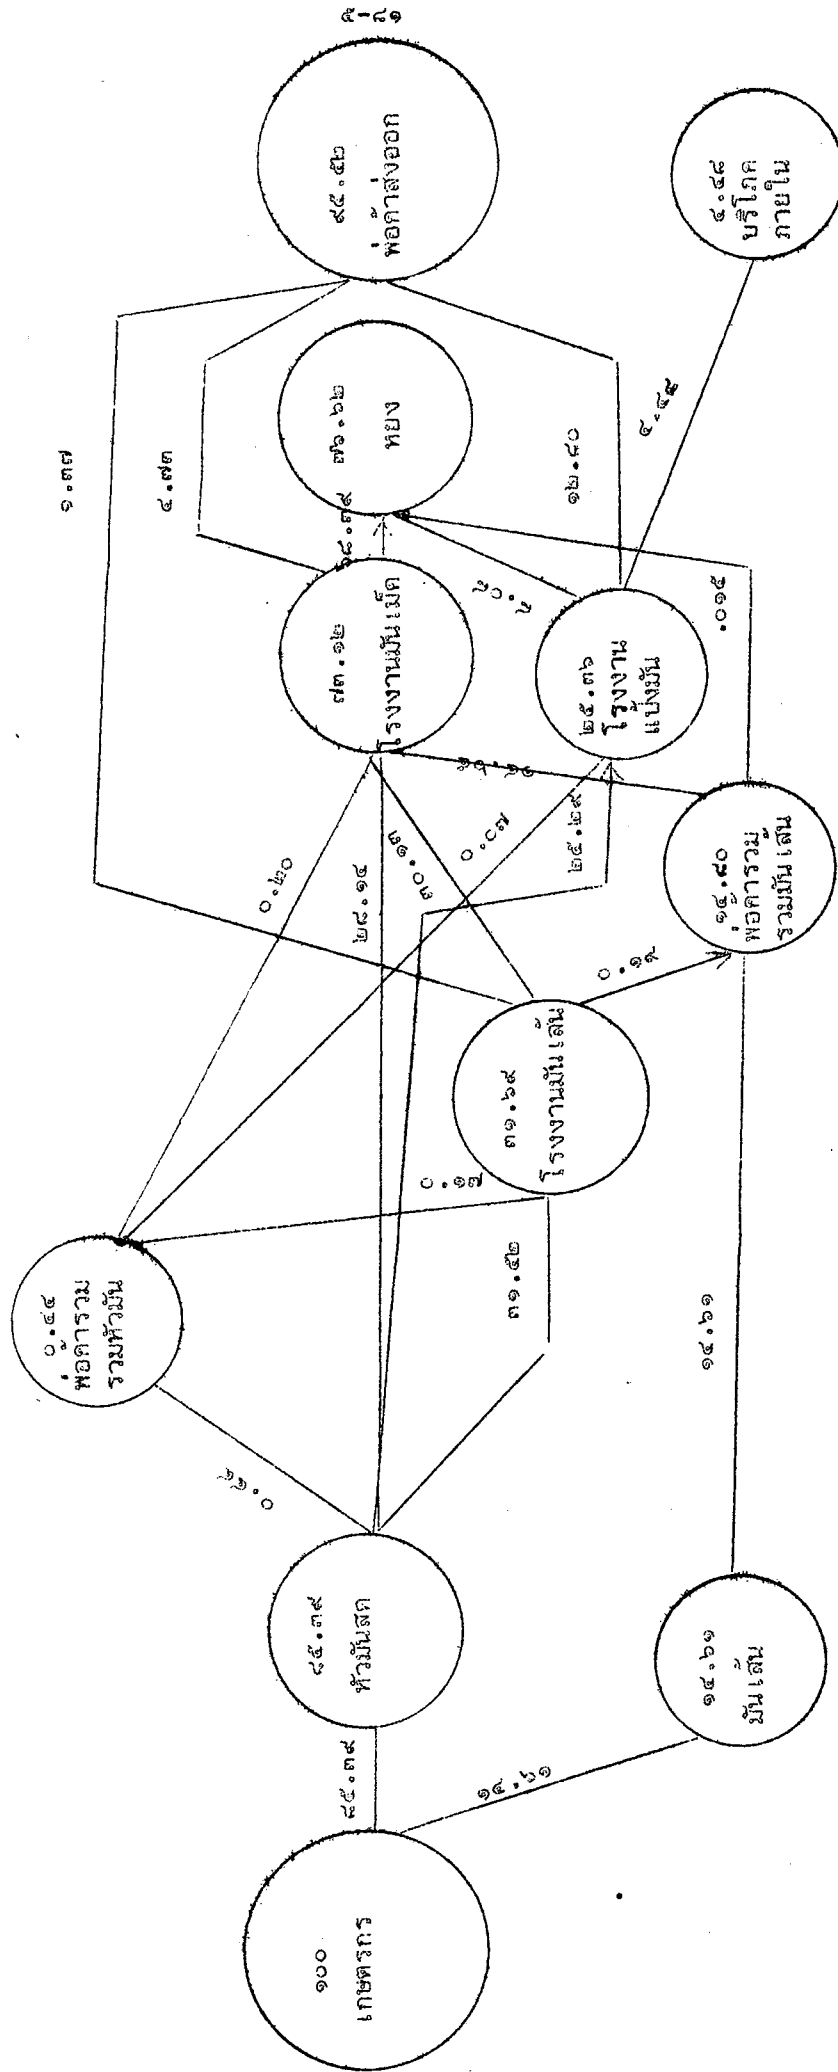 ๑๐๐
เกษตรกร
๘๕.๓๙
๑๔.๖๑
๘๕.๓๙
หัวมันสด
๑๔.๖๑
มันเส้น
๐.๔๔
๓๑.๕๒
๑๔.๖๑
๐.๔๔
พ่อค้ารวม
รวมหัวมัน
๐.๑๗
๓๑.๖๙
โรงงานมันเส้น
๐.๒๐
๒๘.๑๔
๓๐.๑๓
๐.๐๗
๒๕.๒๙
๐.๑๙
๑๔.๘๐
พ่อค้ารวม
รวมมันเส้น
๗๓.๑๒
โรงงานมันเม็ด
๒๕.๓๖
โรงงาน
แป้งมัน
.๐๑๕
๑.๓๗
๔.๗๓
๗๖.๖๒
หยง
๑๒.๘๐
๔.๔๘
๙๕.๕๒
พ่อค้าส่งออก
๔.๔๘
บริโภค
ภายใน